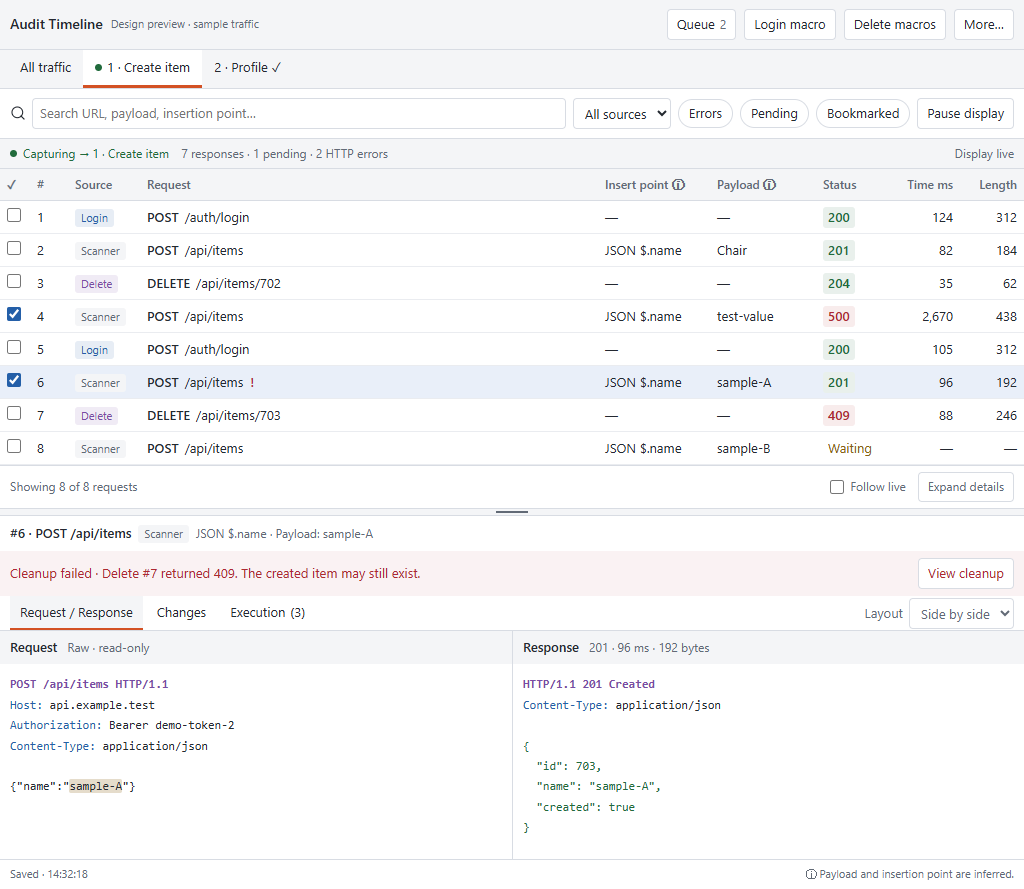 Audit Timeline Design preview · sample traffic Queue 2 Login macro Delete macros More...
All traffic 1 · Create item 2 · Profile ✓
Search URL, payload, insertion point... All sources Errors Pending Bookmarked Pause display
Capturing → 1 · Create item 7 responses · 1 pending · 2 HTTP errors Display live
✓ # Source Request Insert point ⓘ Payload ⓘ Status Time ms Length
1 Login POST /auth/login — — 200 124 312
2 Scanner POST /api/items JSON $.name Chair 201 82 184
3 Delete DELETE /api/items/702 — — 204 35 62
4 Scanner POST /api/items JSON $.name test-value 500 2,670 438
5 Login POST /auth/login — — 200 105 312
6 Scanner POST /api/items ! JSON $.name sample-A 201 96 192
7 Delete DELETE /api/items/703 — — 409 88 246
8 Scanner POST /api/items JSON $.name sample-B Waiting — —
Showing 8 of 8 requests Follow live Expand details
#6 · POST /api/items Scanner JSON $.name · Payload: sample-A
Cleanup failed · Delete #7 returned 409. The created item may still exist. View cleanup
Request / Response Changes Execution (3) Layout Side by side
Request Raw · read-only
POST /api/items HTTP/1.1
Host: api.example.test
Authorization: Bearer demo-token-2
Content-Type: application/json
{"name":"sample-A"}
Response 201 · 96 ms · 192 bytes
HTTP/1.1 201 Created
Content-Type: application/json
{
"id": 703,
"name": "sample-A",
"created": true
}
Saved · 14:32:18 ⓘ Payload and insertion point are inferred.